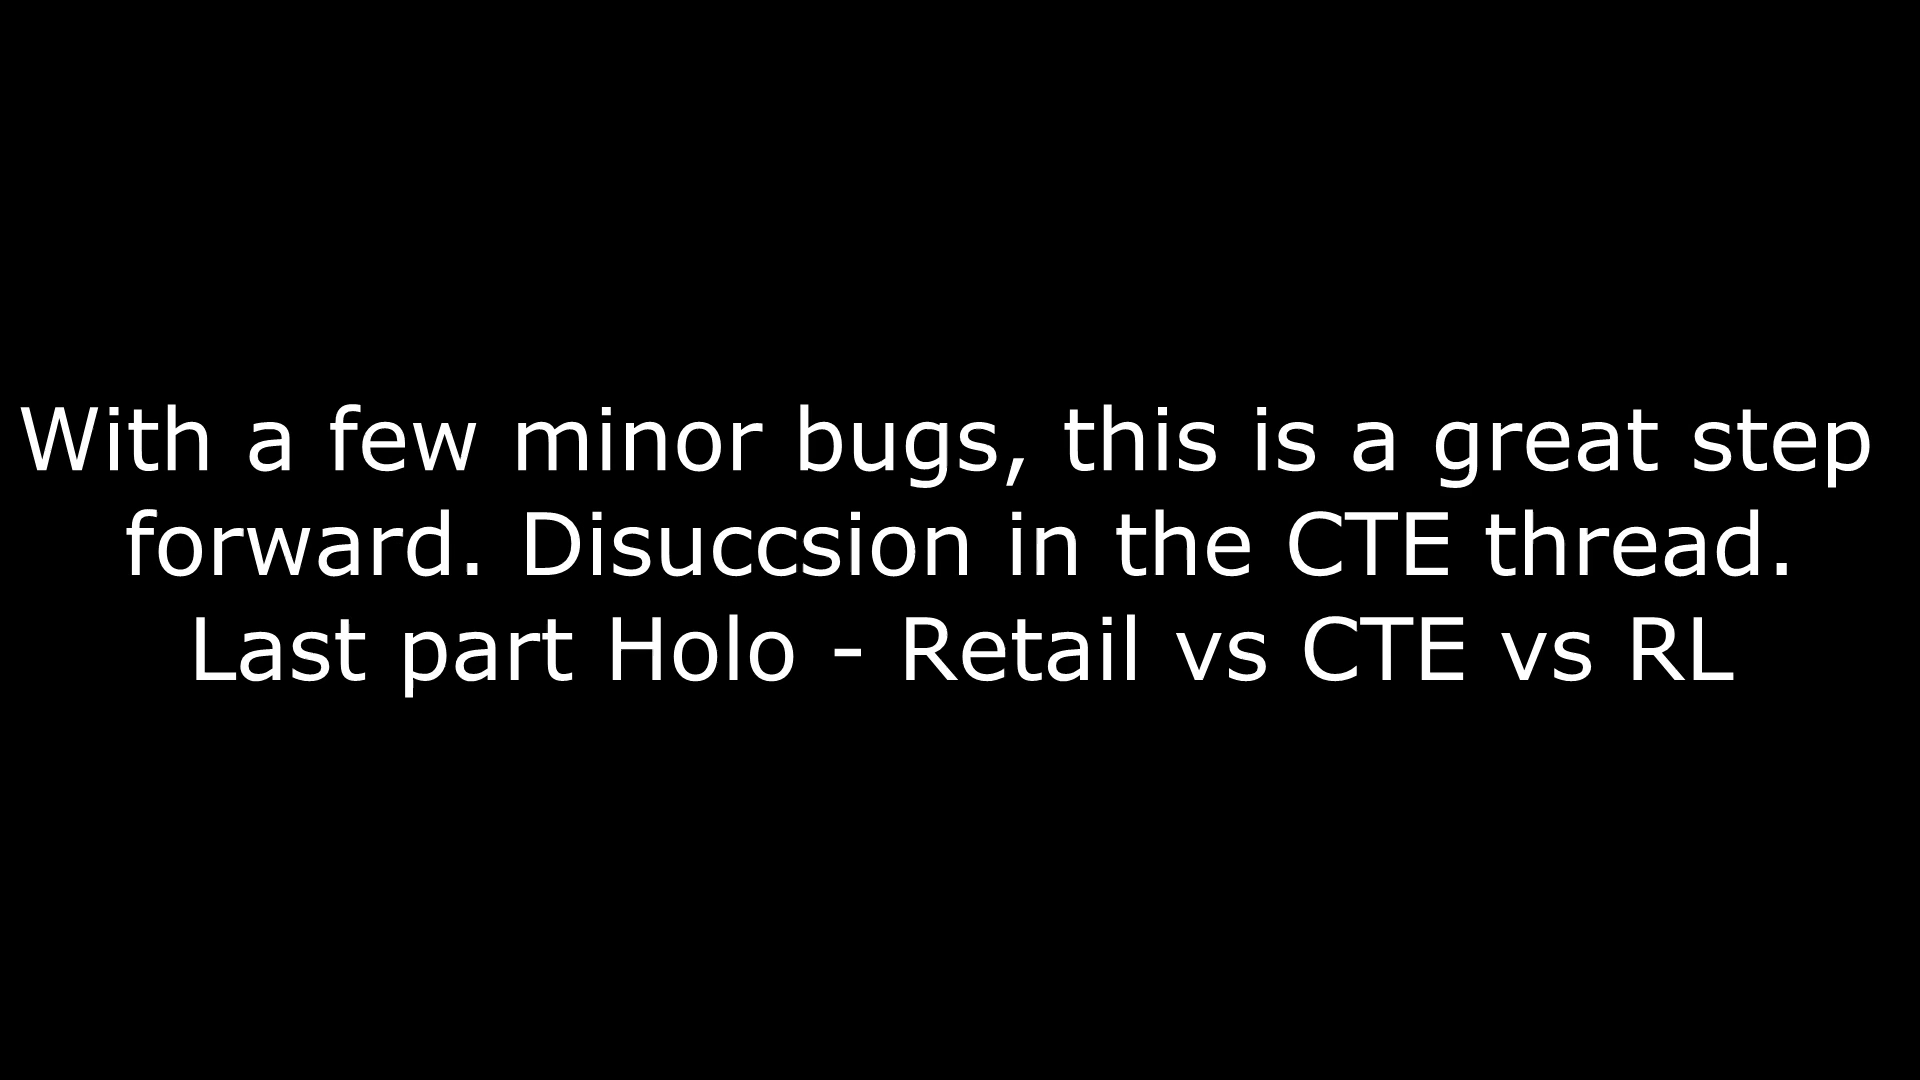 With a few minor bugs, this is a great step
forward. Disuccsion in the CTE thread.
Last part Holo - Retail vs CTE vs RL